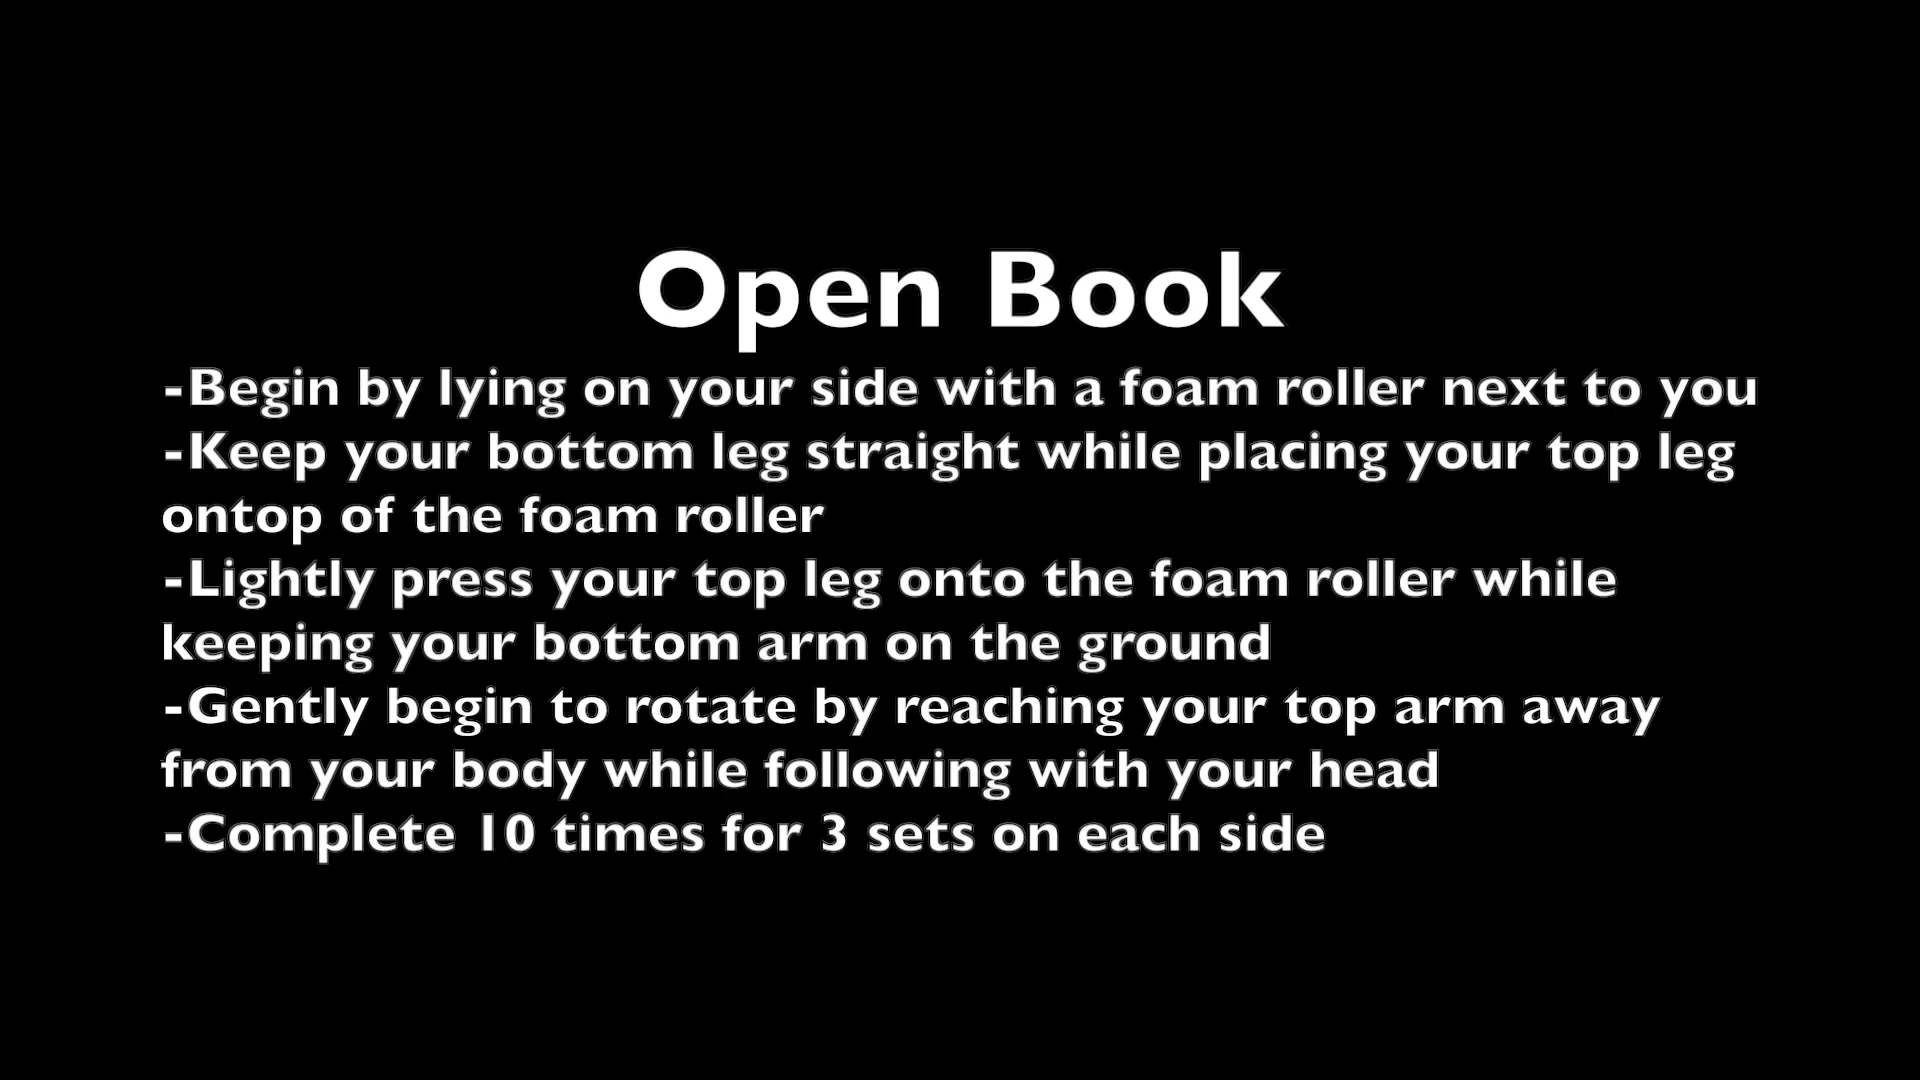 Open Book
-Begin by lying on your side with a foam roller next to you
-Keep your bottom leg straight while placing your top leg
ontop of the foam roller
-Lightly press your top leg onto the foam roller while
keeping your bottom arm on the ground
-Gently begin to rotate by reaching your top arm away
from your body while following with your head
-Complete 10 times for 3 sets on each side